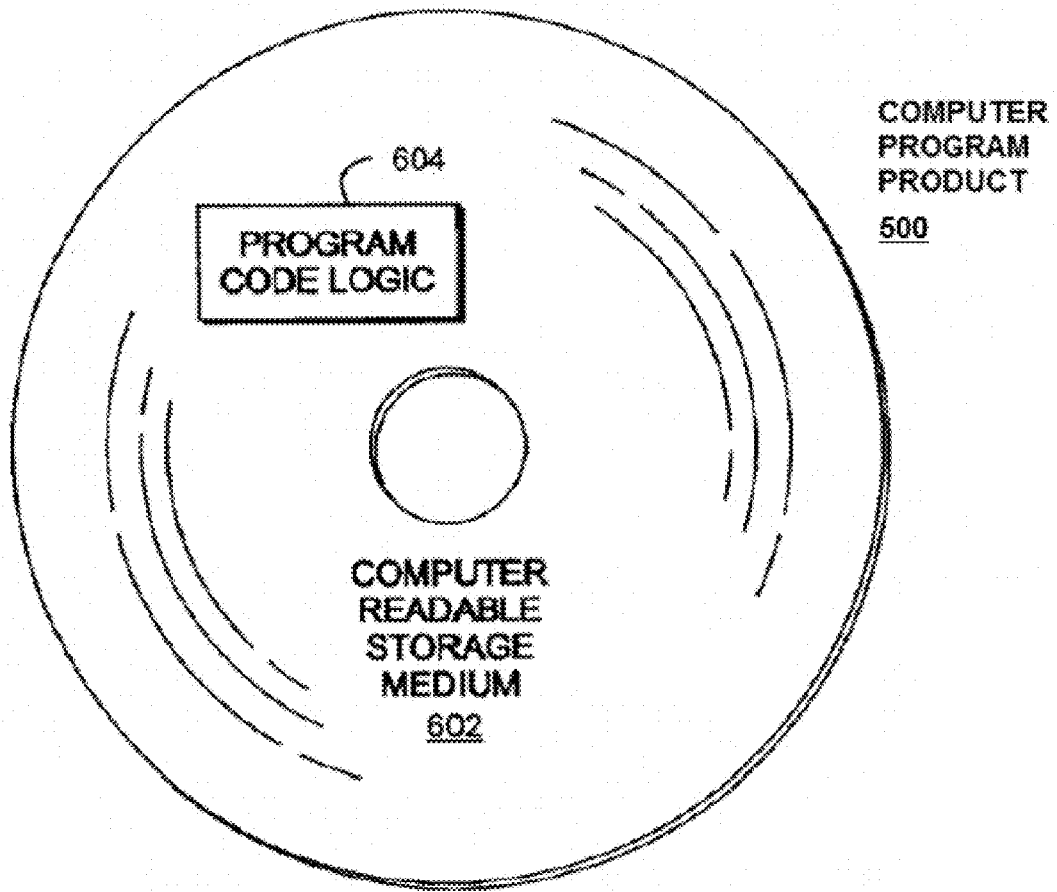 COMPUTER
PROGRAM
PRODUCT
500
604
PROGRAM
CODE LOGIC
COMPUTER
READABLE
STORAGE
MEDIUM
602